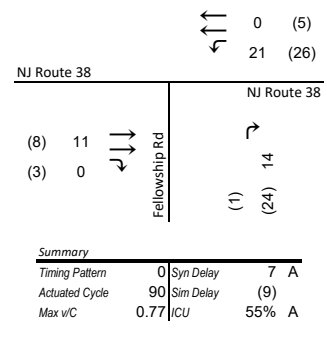 0 (5)
21 (26)
NJ Route 38
NJ Route 38
(8) 11
(3) 0
Fellowship Rd
(1)
14
(24)
Summary
Timing Pattern 0 Syn Delay 7 A
Actuated Cycle 90 Sim Delay (9)
Max v/C 0.77 ICU 55% A